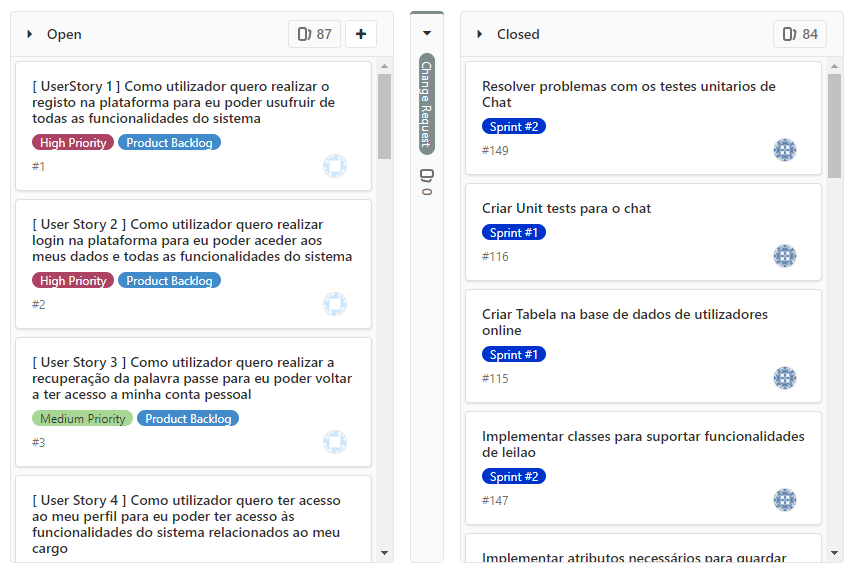 Open
87
[ UserStory 1 ] Como utilizador quero realizar o
registo na plataforma para eu poder usufruir de
todas as funcionalidades do sistema
High Priority
Product Backlog
#1
[ User Story 2 ] Como utilizador quero realizar
login na plataforma para eu poder aceder aos
meus dados e todas as funcionalidades do sistema
High Priority
Product Backlog
#2
[ User Story 3 ] Como utilizador quero realizar a
recuperação da palavra passe para eu poder voltar
a ter acesso a minha conta pessoal
Medium Priority
Product Backlog
#3
[ User Story 4 ] Como utilizador quero ter acesso
ao meu perfil para eu poder ter acesso às
funcionalidades do sistema relacionados ao meu
cargo
Change Request
0
Closed
84
Resolver problemas com os testes unitarios de
Chat
Sprint #2
#149
Criar Unit tests para o chat
Sprint #1
#116
Criar Tabela na base de dados de utilizadores
online
Sprint #1
#115
Implementar classes para suportar funcionalidades
de leilao
Sprint #2
#147
Implementar atributos necessários para guardar